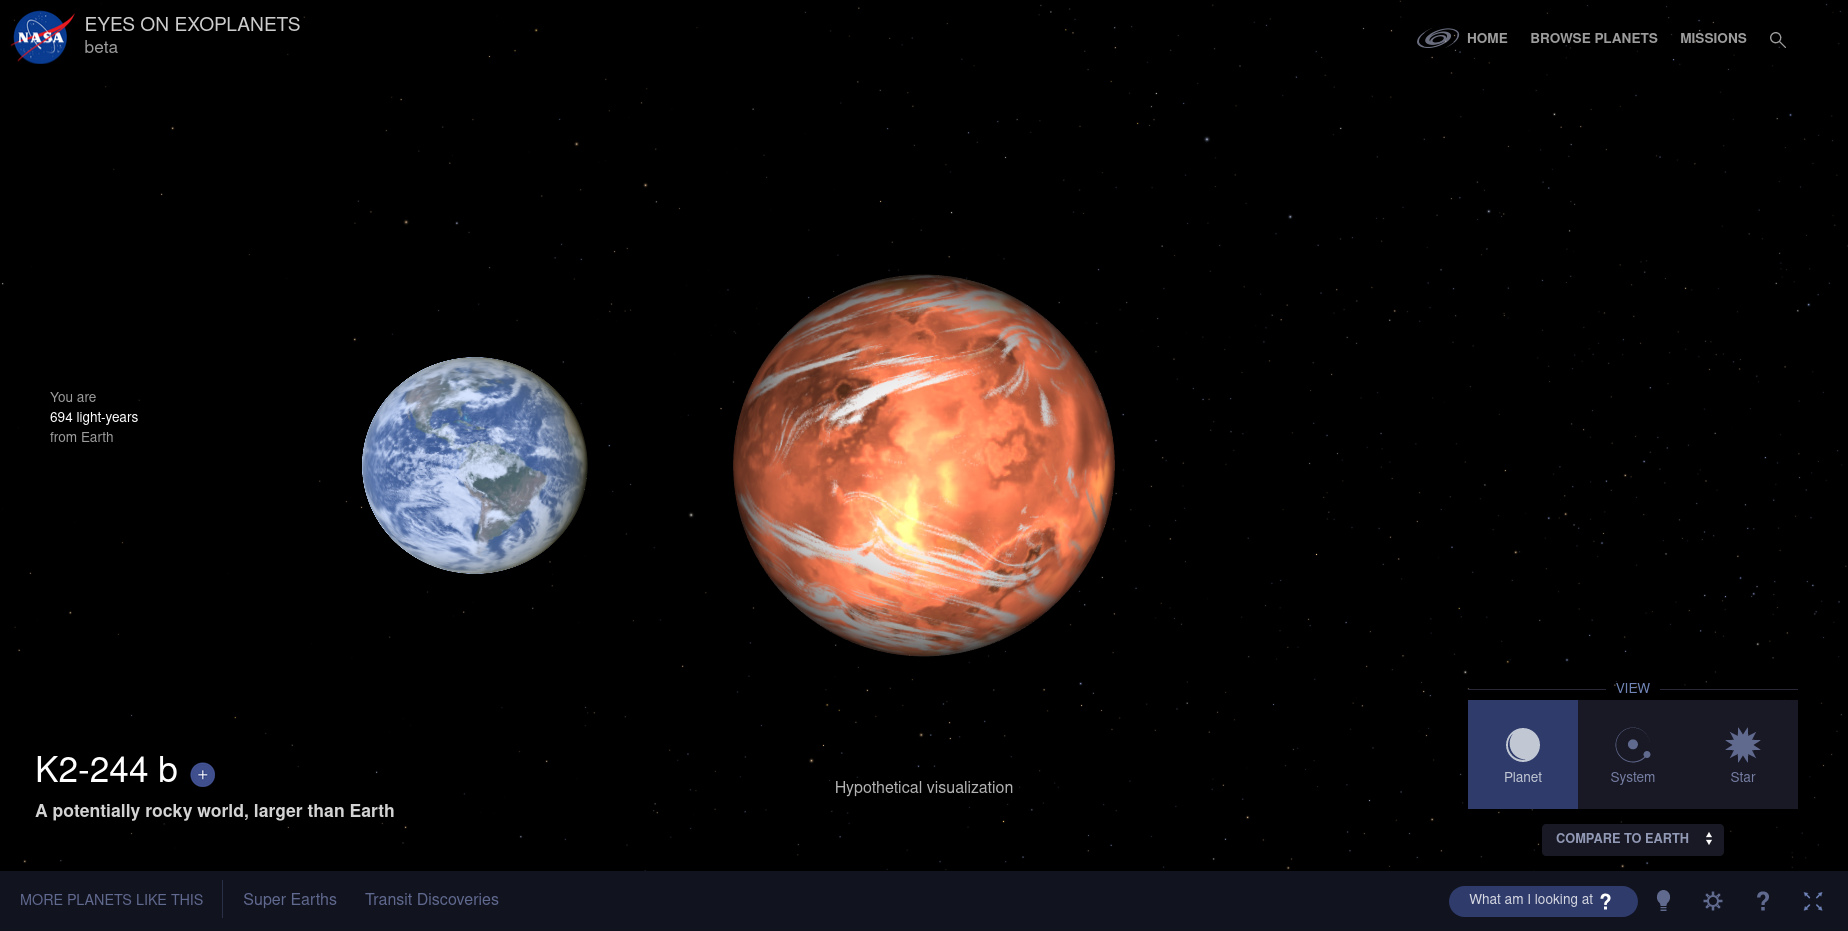 NASA
EYES ON EXOPLANETS
beta
HOME
BROWSE PLANETS
MISSIONS
You are
694 light-years
from Earth
K2-244 b +
A potentially rocky world, larger than Earth
Hypothetical visualization
VIEW
Planet
System
Star
COMPARE TO EARTH
MORE PLANETS LIKE THIS
Super Earths
Transit Discoveries
What am I looking at ?
?